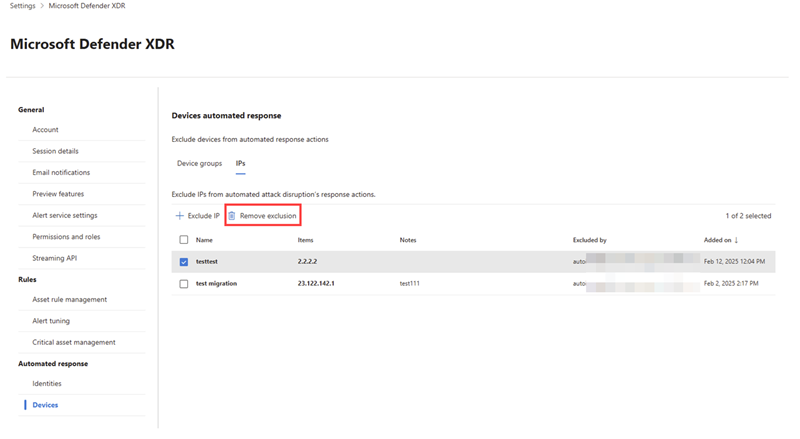 Settings > Microsoft Defender XDR
Microsoft Defender XDR
General
Account
Session details
Email notifications
Preview features
Alert service settings
Permissions and roles
Streaming API
Rules
Asset rule management
Alert tuning
Critical asset management
Automated response
Identities
Devices
Devices automated response
Exclude devices from automated response actions
Device groups IPs
Exclude IPs from automated attack disruption's response actions.
Exclude IP Remove exclusion 1 of 2 selected
Name Items Notes Excluded by Added on ↓
testtest 2.2.2.2 auto Feb 12, 2025 12:04 PM
test migration 23.122.142.1 test111 auto Feb 2, 2025 2:17 PM